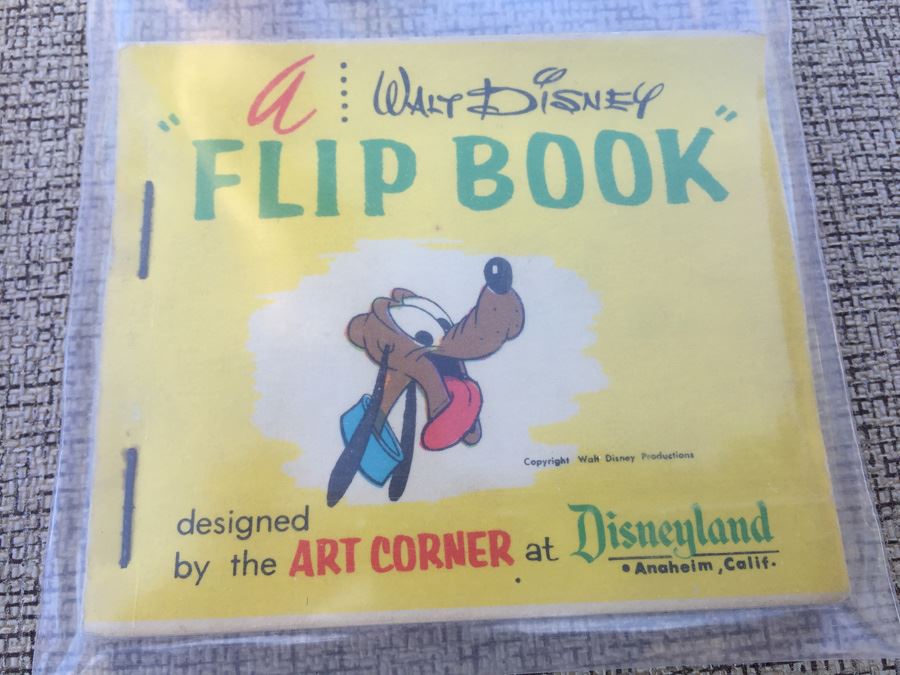 a : Walt Disney
"FLIP BOOK"
Copyright Walt Disney Productions
designed
by the ART CORNER at Disneyland
• Anaheim, Calif.